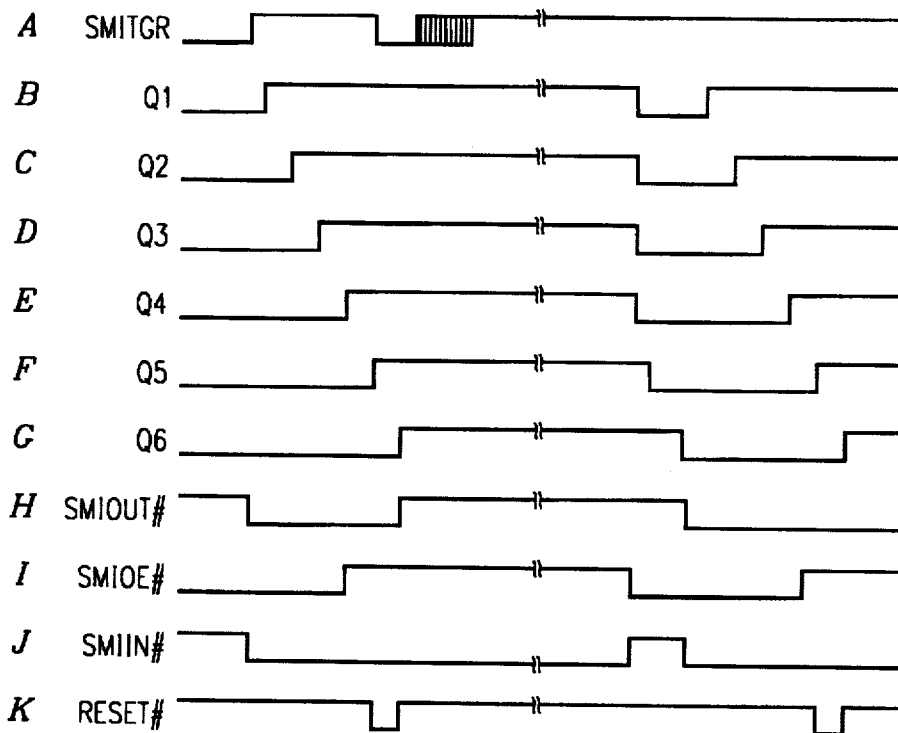 A SMITGR
B Q1
C Q2
D Q3
E Q4
F Q5
G Q6
H SMIOUT#
I SMIOE#
J SMIIN#
K RESET#